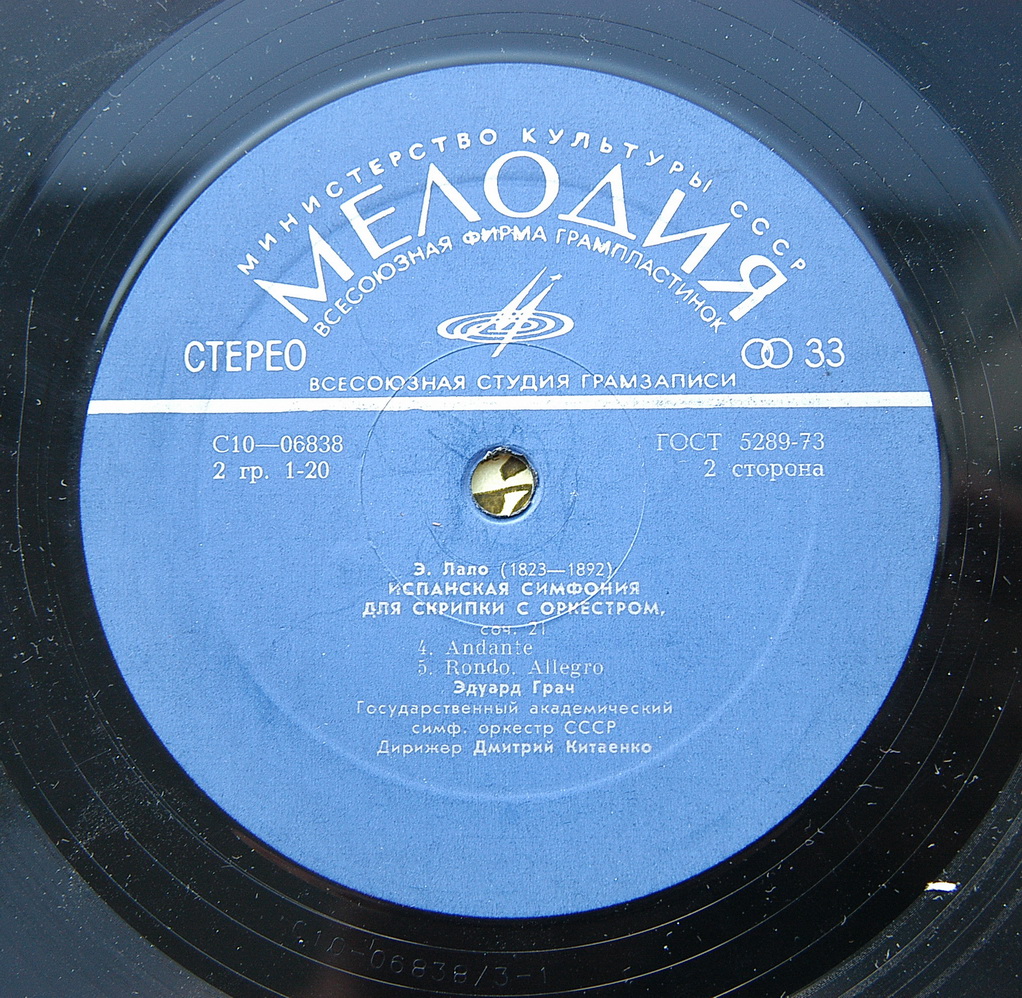 МИНИСТЕРСТВО КУЛЬТУРЫ СССР
МЕЛОДИЯ
ВСЕСОЮЗНАЯ ФИРМА ГРАМПЛАСТИНОК
СТЕРЕО
33
ВСЕСОЮЗНАЯ СТУДИЯ ГРАМЗАПИСИ
С10—06838
ГОСТ 5289-73
2 гр. 1-20
2 сторона
Э. Лало (1823—1892)
ИСПАНСКАЯ СИМФОНИЯ
ДЛЯ СКРИПКИ С ОРКЕСТРОМ,
соч. 21
4. Andante
5. Rondo. Allegro
Эдуард Грач
Государственный академический
симф. оркестр СССР
Дирижер Дмитрий Китаенко
С10-06838/3-1